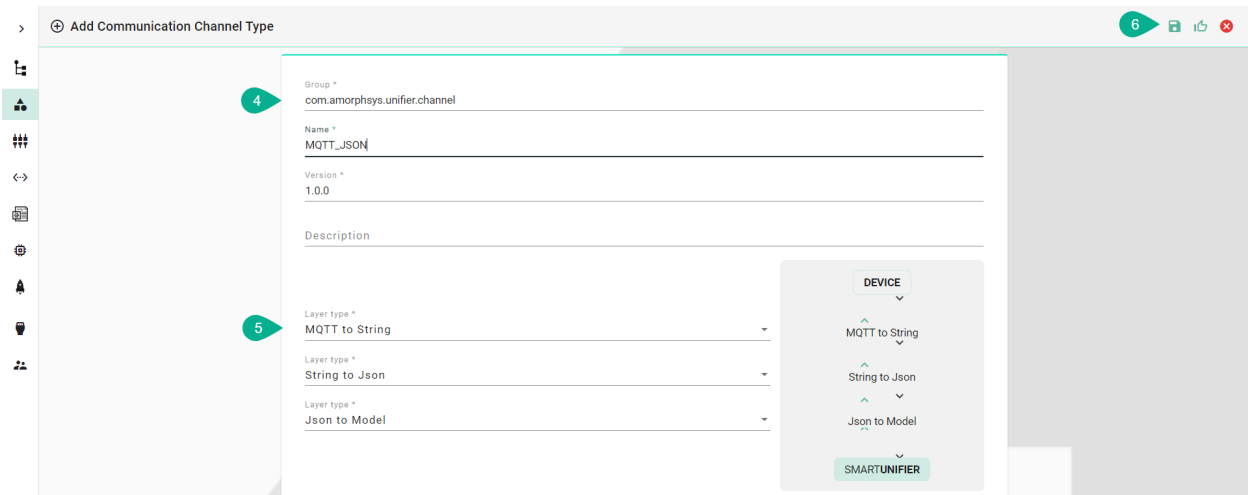 Add Communication Channel Type
6
Group *
4
com.amorphsys.unifier.channel
Name *
MQTT_JSON
Version *
1.0.0
Description
DEVICE
Layer type *
5
MQTT to String
MQTT to String
Layer type *
String to Json
String to Json
Layer type *
Json to Model
Json to Model
SMARTUNIFIER